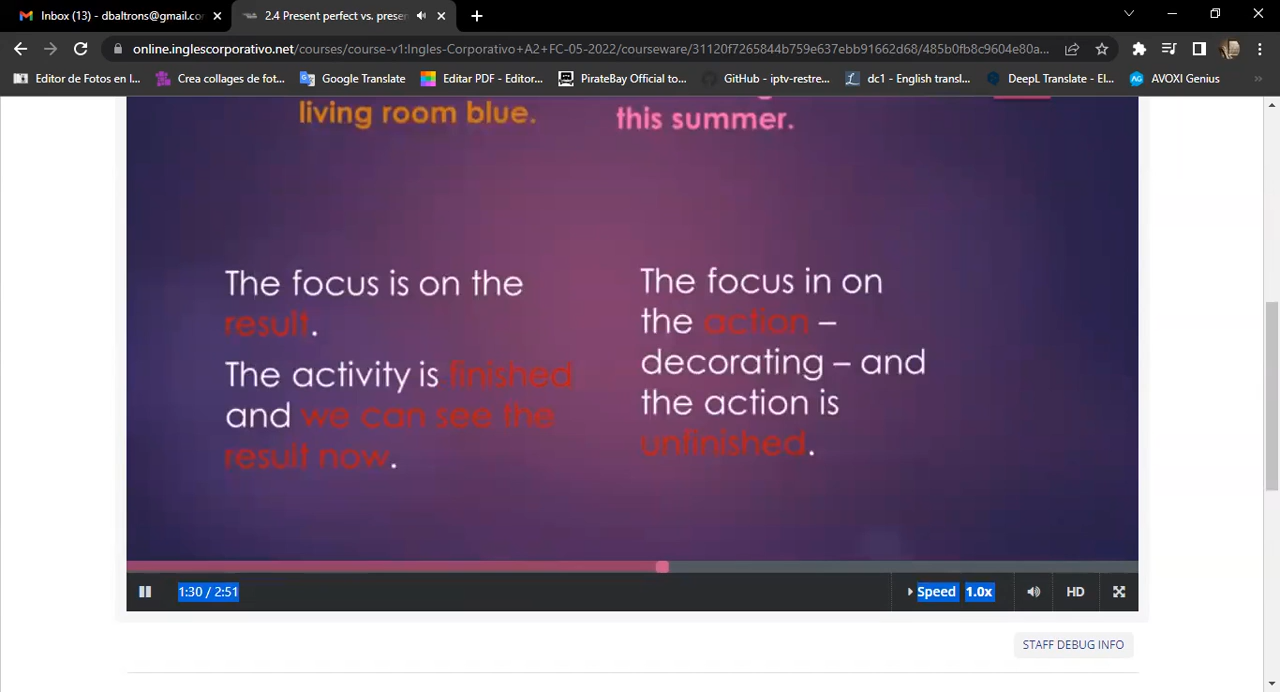 Inbox (13) - dbaltrons@gmail.co
2.4 Present perfect vs. prese
online.inglescorporativo.net/courses/course-v1:Ingles-Corporativo+A2+FC-05-2022/courseware/31120f7265844b759e637ebb91662d68/485b0fb8c9604e80a...
Editor de Fotos en l...
Crea collages de fot...
Google Translate
Editar PDF - Editor...
PirateBay Official to...
GitHub - iptv-restre...
dc1 - English transl...
DeepL Translate - El...
AVOXI Genius
living room blue.
this summer.
The focus is on the
result.
The activity is finished
and we can see the
result now.
The focus in on
the action –
decorating – and
the action is
unfinished.
1:30 / 2:51
Speed 1.0x
HD
STAFF DEBUG INFO